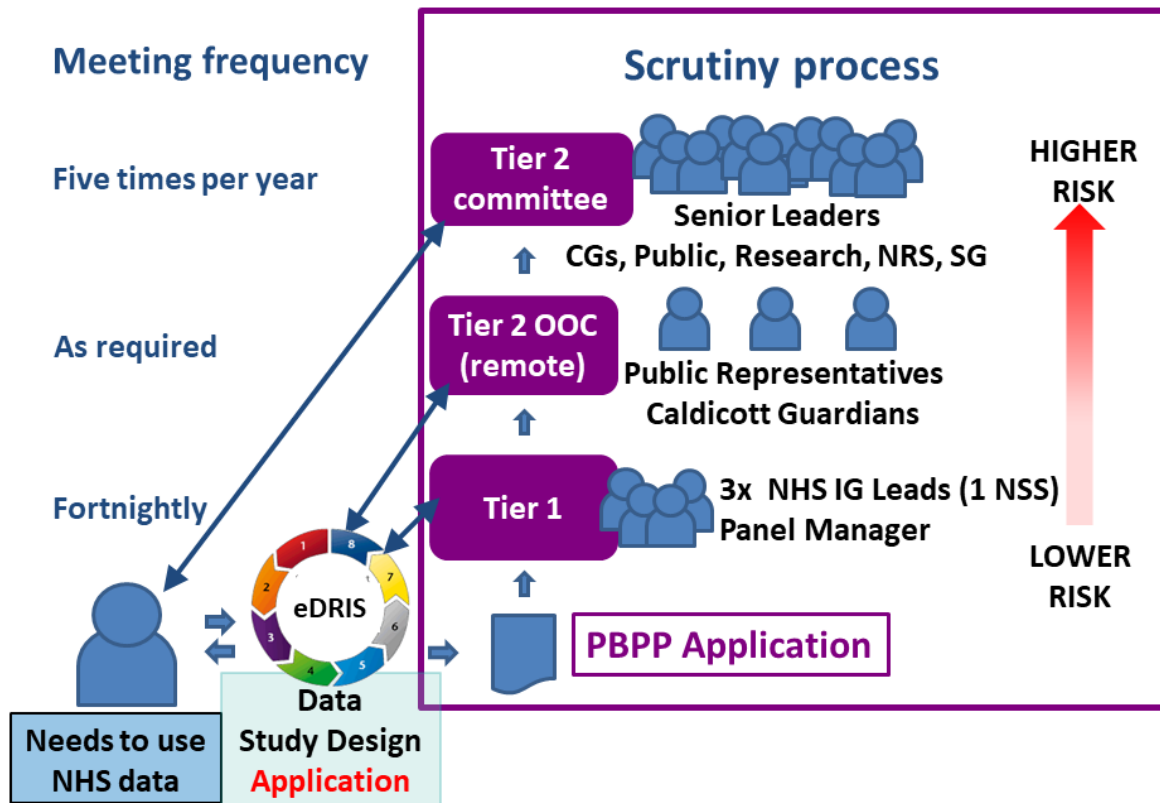 Meeting frequency
Scrutiny process
Five times per year
Tier 2
committee
Senior Leaders
CGs, Public, Research, NRS, SG
HIGHER
RISK
As required
Tier 2 OOC
(remote)
Public Representatives
Caldicott Guardians
Fortnightly
Tier 1
3x NHS IG Leads (1 NSS)
Panel Manager
LOWER
RISK
1
2
3
4
5
6
7
8
t
eDRIS
PBPP Application
Needs to use
NHS data
Data
Study Design
Application